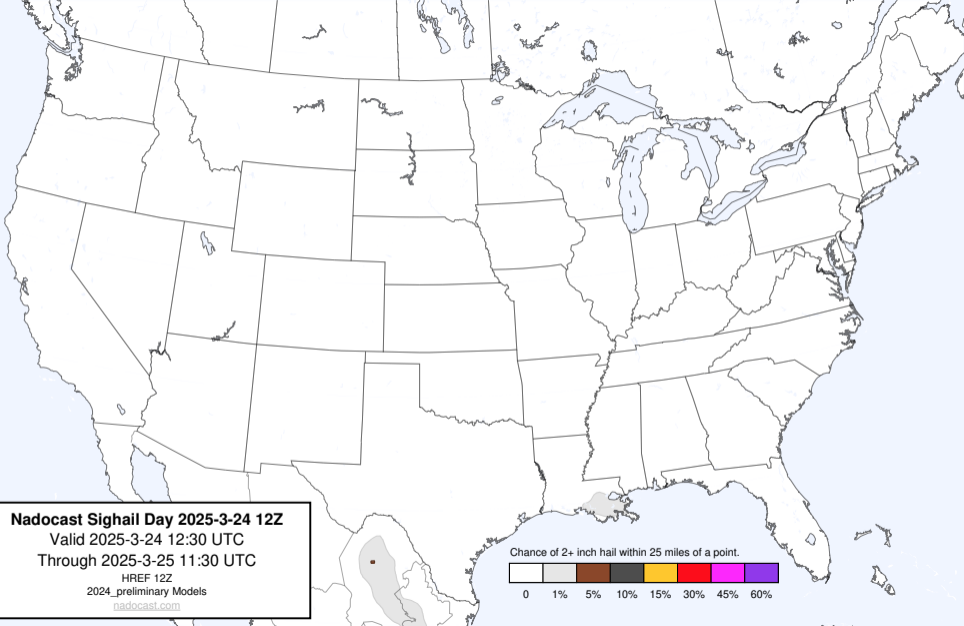 Nadocast Sighail Day 2025-3-24 12Z
Valid 2025-3-24 12:30 UTC
Through 2025-3-25 11:30 UTC
HREF 12Z
2024_preliminary Models
nadocast.com
Chance of 2+ inch hail within 25 miles of a point.
0 1% 5% 10% 15% 30% 45% 60%